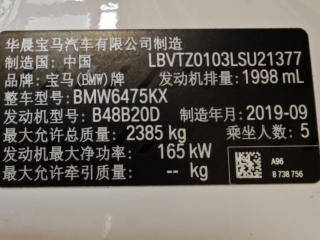 华晨宝马汽车有限公司制造
制造国：中国 LBVTZ0103LSU21377
品牌：宝马(BMW)牌 发动机排量：1998 mL
整车型号：BMW6475KX
发动机型号：B48B20D 制造年月：2019-09
最大允许总质量：2385 kg 乘坐人数：5
发动机最大净功率：165 kW
最大允许牵引质量：-- kg
A96
8 738 756